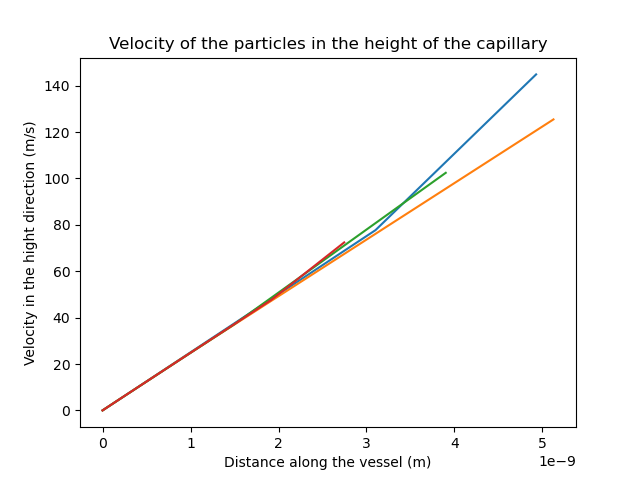 Velocity of the particles in the height of the capillary
Velocity in the hight direction (m/s)
140
120
100
80
60
40
20
0
0 1 2 3 4 5
1e−9
Distance along the vessel (m)